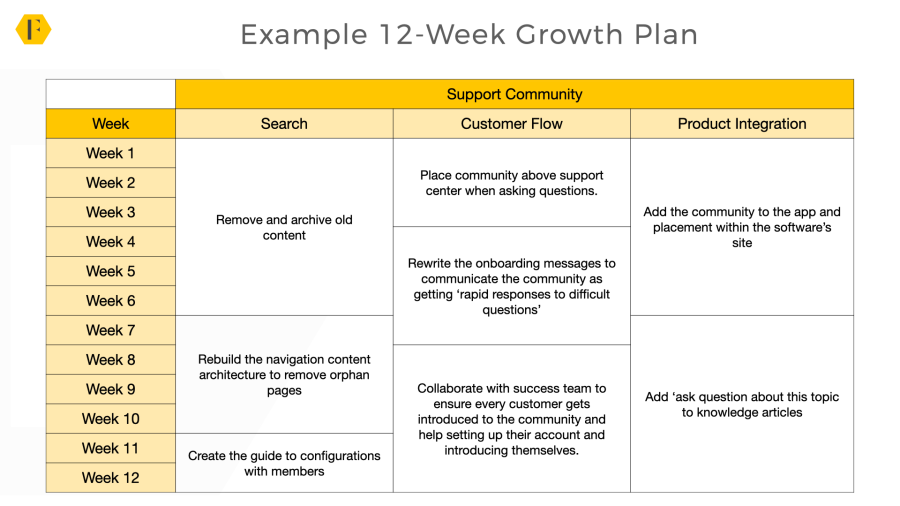 F
Example 12-Week Growth Plan
Support Community
Week
Search
Customer Flow
Product Integration
Week 1
Week 2
Week 3
Week 4
Week 5
Week 6
Week 7
Week 8
Week 9
Week 10
Week 11
Week 12
Remove and archive old
content
Rebuild the navigation content
architecture to remove orphan
pages
Create the guide to configurations
with members
Place community above support
center when asking questions.
Rewrite the onboarding messages to
communicate the community as
getting ‘rapid responses to difficult
questions’
Collaborate with success team to
ensure every customer gets
introduced to the community and
help setting up their account and
introducing themselves.
Add the community to the app and
placement within the software’s
site
Add ‘ask question about this topic
to knowledge articles